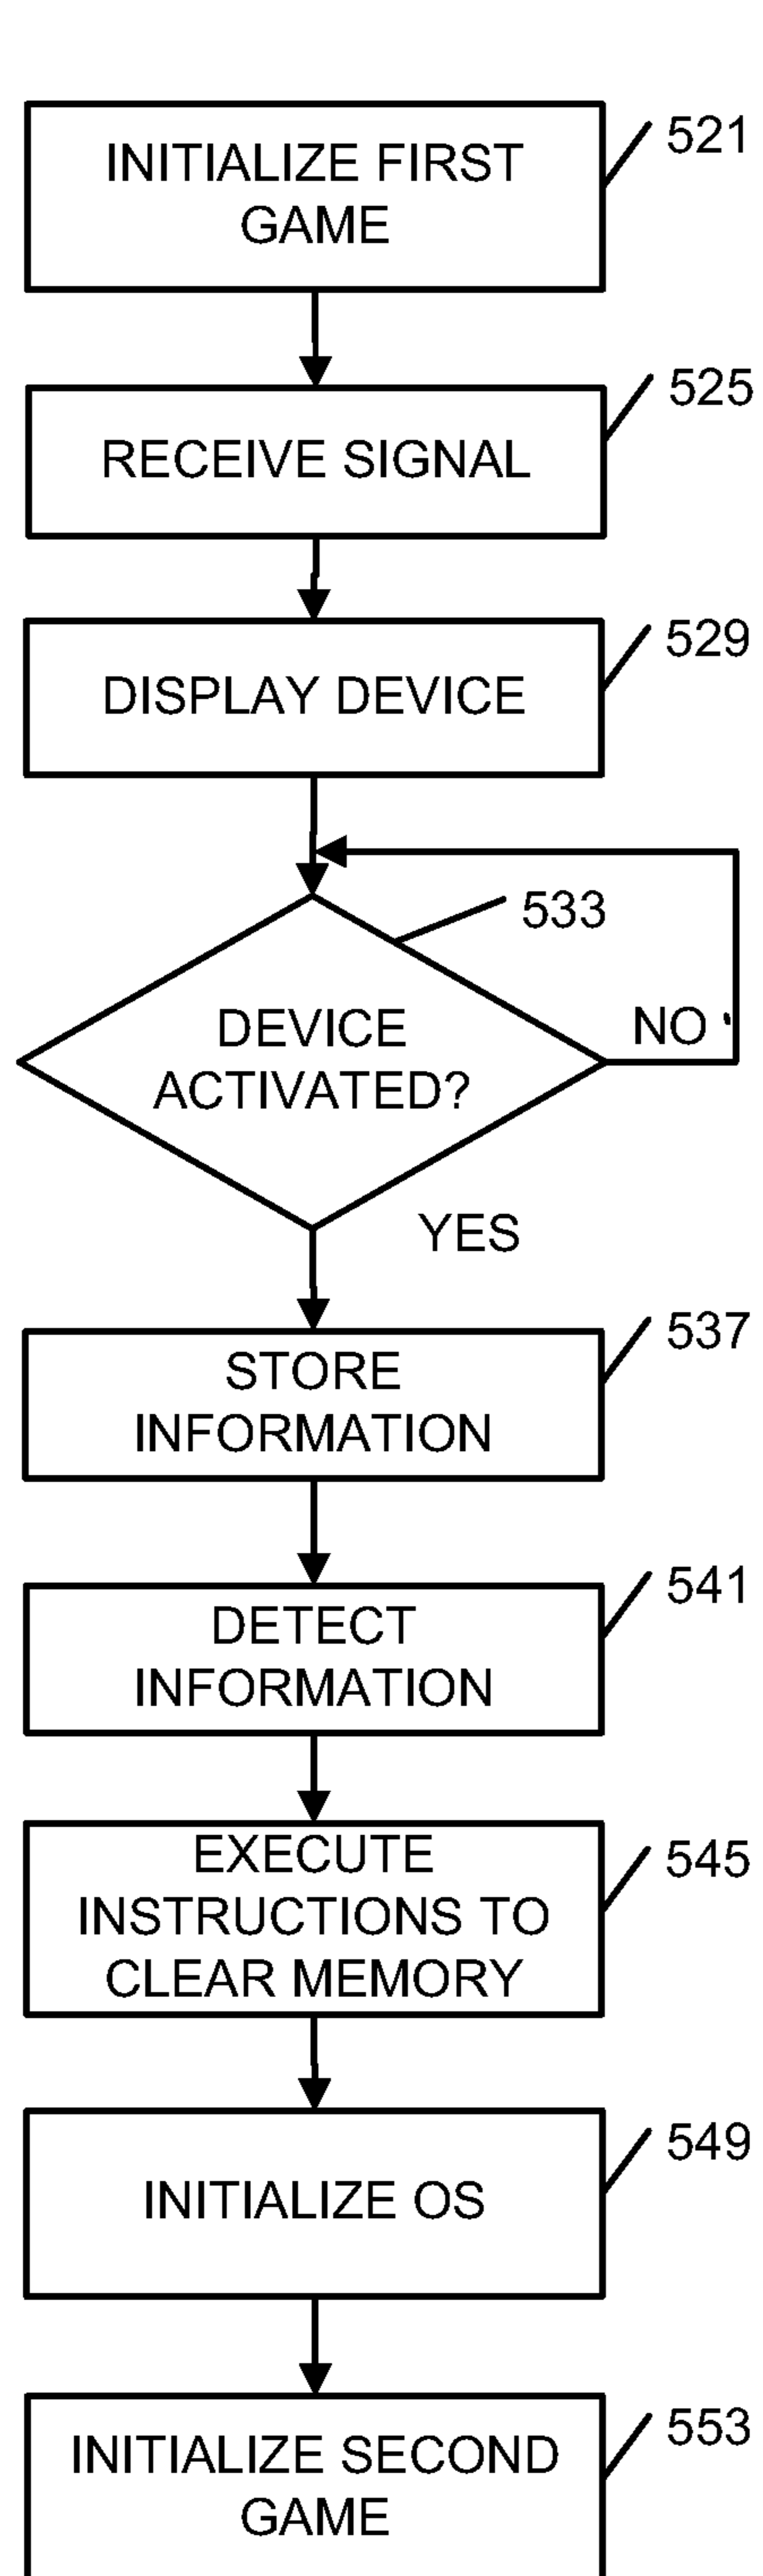 INITIALIZE FIRST
GAME
521
RECEIVE SIGNAL
525
DISPLAY DEVICE
529
533
DEVICE
ACTIVATED?
NO
YES
STORE
INFORMATION
537
DETECT
INFORMATION
541
EXECUTE
INSTRUCTIONS TO
CLEAR MEMORY
545
INITIALIZE OS
549
INITIALIZE SECOND
GAME
553